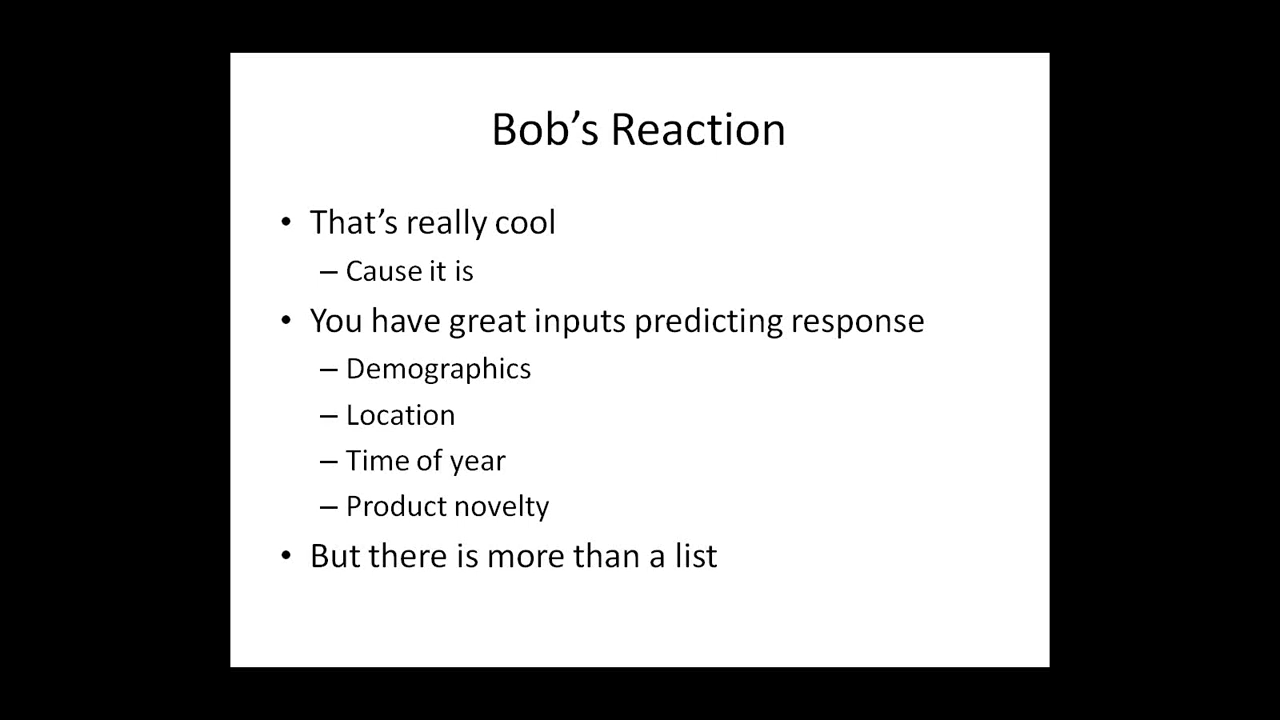 Bob’s Reaction
• That’s really cool
– Cause it is
• You have great inputs predicting response
– Demographics
– Location
– Time of year
– Product novelty
• But there is more than a list